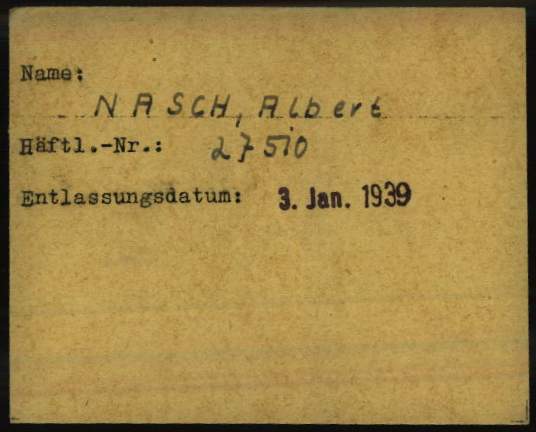 Name:
NASCH, Albert
Häftl.-Nr.: 27510
Entlassungsdatum: 3. Jan. 1939